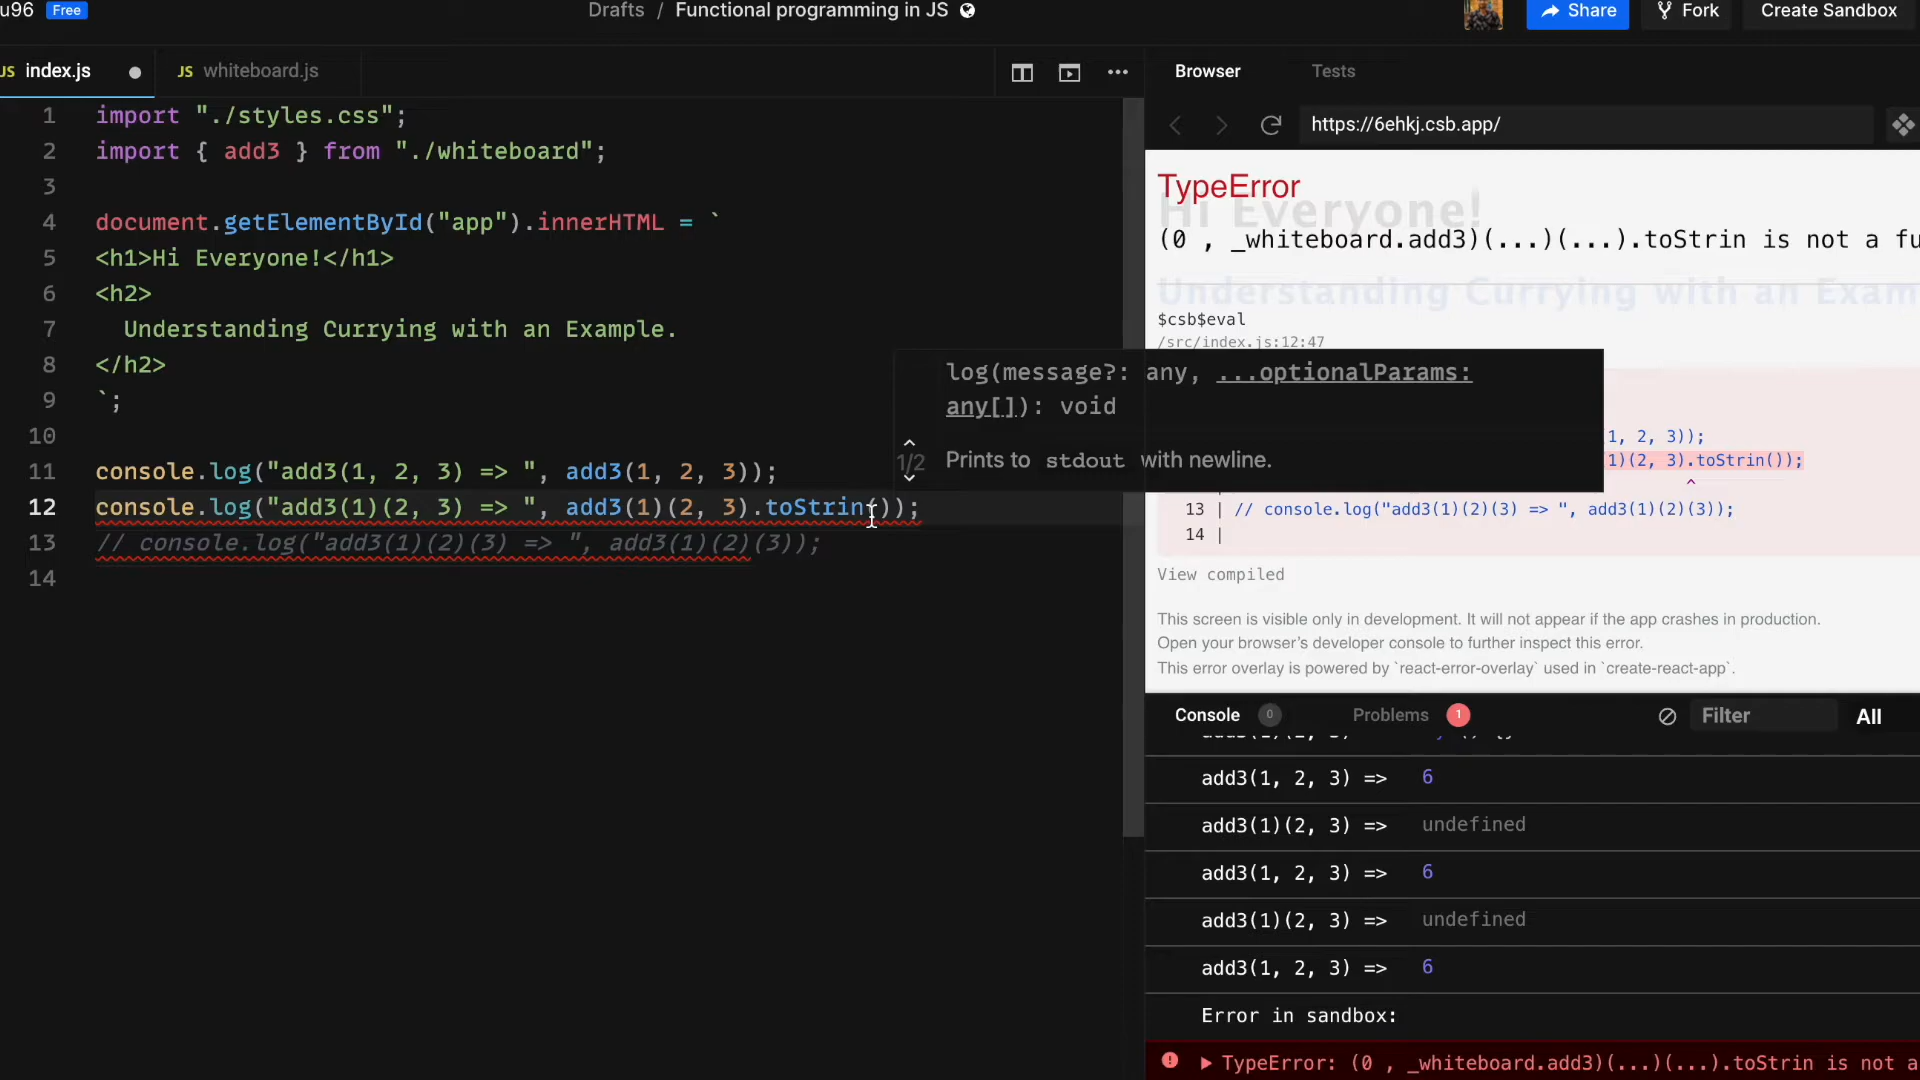 u96 Free
Drafts / Functional programming in JS
Share
Fork
Create Sandbox
JS index.js
JS whiteboard.js
1 import "./styles.css";
2 import { add3 } from "./whiteboard";
3
4 document.getElementById("app").innerHTML = `
5 <h1>Hi Everyone!</h1>
6 <h2>
7 Understanding Currying with an Example.
8 </h2>
9 `;
10
11 console.log("add3(1, 2, 3) => ", add3(1, 2, 3));
12 console.log("add3(1)(2, 3) => ", add3(1)(2, 3).toStrin());
13 // console.log("add3(1)(2)(3) => ", add3(1)(2)(3));
14
log(message?: any, ...optionalParams:
any[]): void
1/2 Prints to stdout with newline.
Browser Tests
https://6ehkj.csb.app/
TypeError
Hi Everyone!
(0 , _whiteboard.add3)(...)(...).toStrin is not a fu
Understanding Currying with an Exam
$csb$eval
/src/index.js:12:47
1, 2, 3));
1)(2, 3).toStrin());
^
13 | // console.log("add3(1)(2)(3) => ", add3(1)(2)(3));
14 |
View compiled
This screen is visible only in development. It will not appear if the app crashes in production.
Open your browser’s developer console to further inspect this error.
This error overlay is powered by `react-error-overlay` used in `create-react-app`.
Console 0 Problems 1 Filter All
add3(1, 2, 3) => 6
add3(1)(2, 3) => undefined
add3(1, 2, 3) => 6
add3(1)(2, 3) => undefined
add3(1, 2, 3) => 6
Error in sandbox:
TypeError: (0 , _whiteboard.add3)(...)(...).toStrin is not a